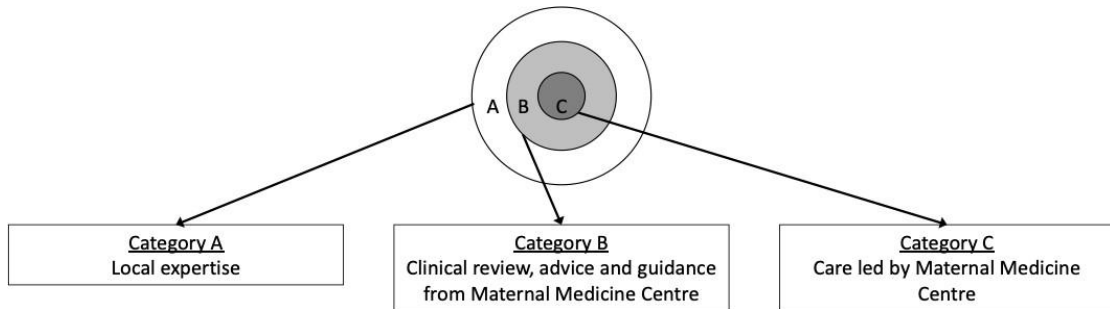 A B C
Category A
Local expertise
Category B
Clinical review, advice and guidance
from Maternal Medicine Centre
Category C
Care led by Maternal Medicine
Centre